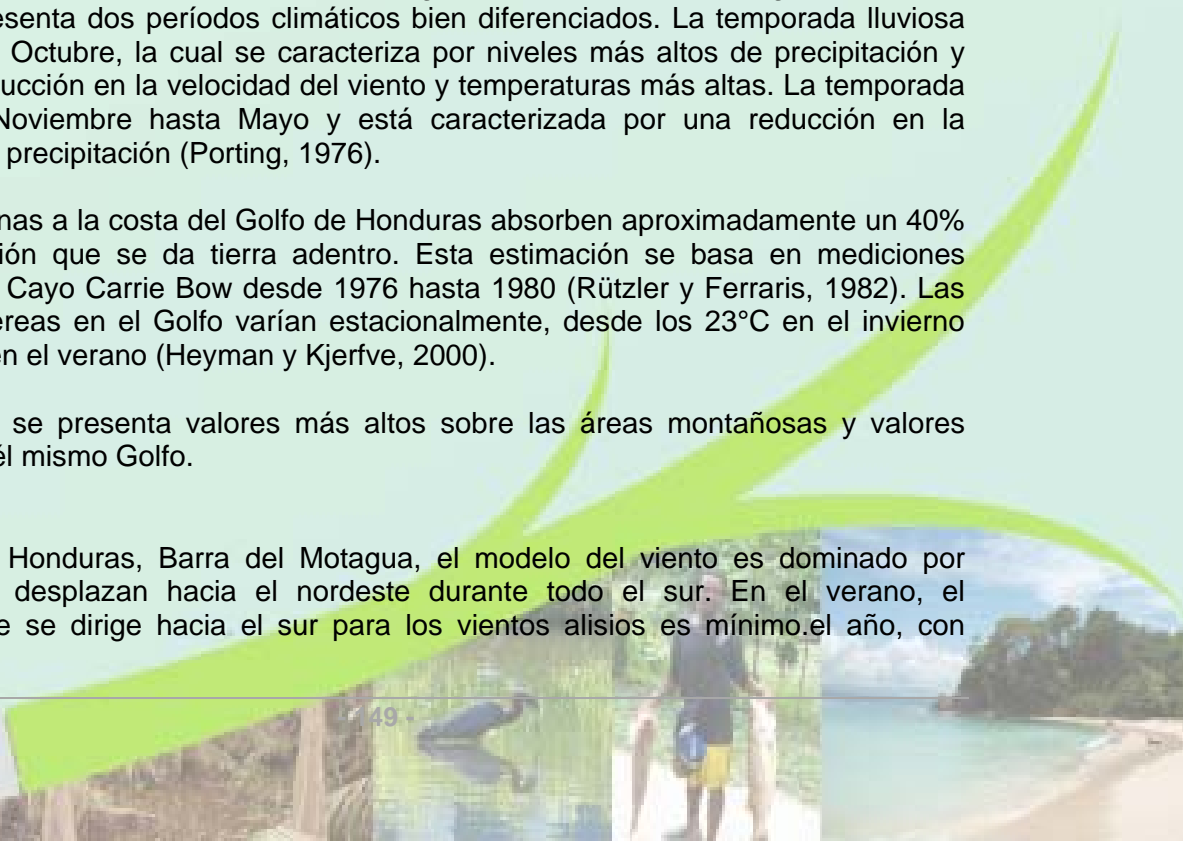 esenta dos períodos climáticos bien diferenciados. La temporada lluviosa
Octubre, la cual se caracteriza por niveles más altos de precipitación y
ucción en la velocidad del viento y temperaturas más altas. La temporada
Noviembre hasta Mayo y está caracterizada por una reducción en la
precipitación (Porting, 1976).
nas a la costa del Golfo de Honduras absorben aproximadamente un 40%
ión que se da tierra adentro. Esta estimación se basa en mediciones
Cayo Carrie Bow desde 1976 hasta 1980 (Rützler y Ferraris, 1982). Las
éreas en el Golfo varían estacionalmente, desde los 23°C en el invierno
en el verano (Heyman y Kjerfve, 2000).
se presenta valores más altos sobre las áreas montañosas y valores
él mismo Golfo.
Honduras, Barra del Motagua, el modelo del viento es dominado por
desplazan hacia el nordeste durante todo el sur. En el verano, el
e se dirige hacia el sur para los vientos alisios es mínimo.el año, con
49 -